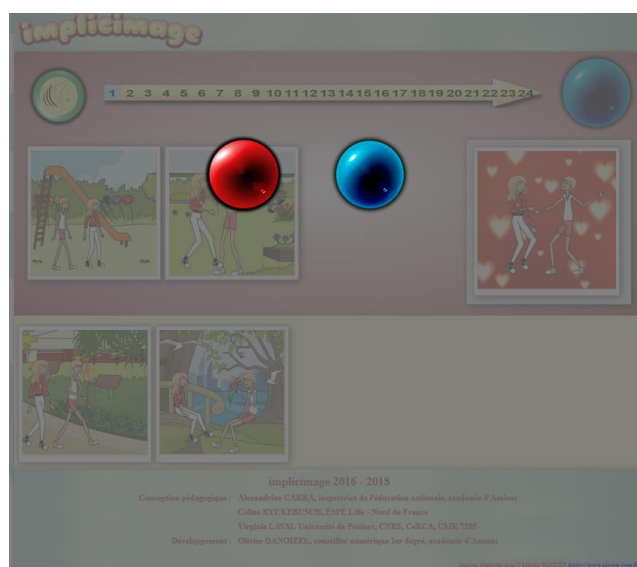 implicimage
1 2 3 4 5 6 7 8 9 10 11 12 13 14 15 16 17 18 19 20 21 22 23 24
implicimage 2016 - 2018
Conception pédagogique : Alexandrine CARRA, inspectrice de l'éducation nationale, académie d'Amiens
Céline RYCKEBUSCH, ÉSPÉ Lille - Nord de France
Virginie LAVAL Université de Poitiers, CNRS, CeRCA, UMR 7295
Développement : Olivier DANOIZEL, conseiller numérique 1er degré, académie d'Amiens